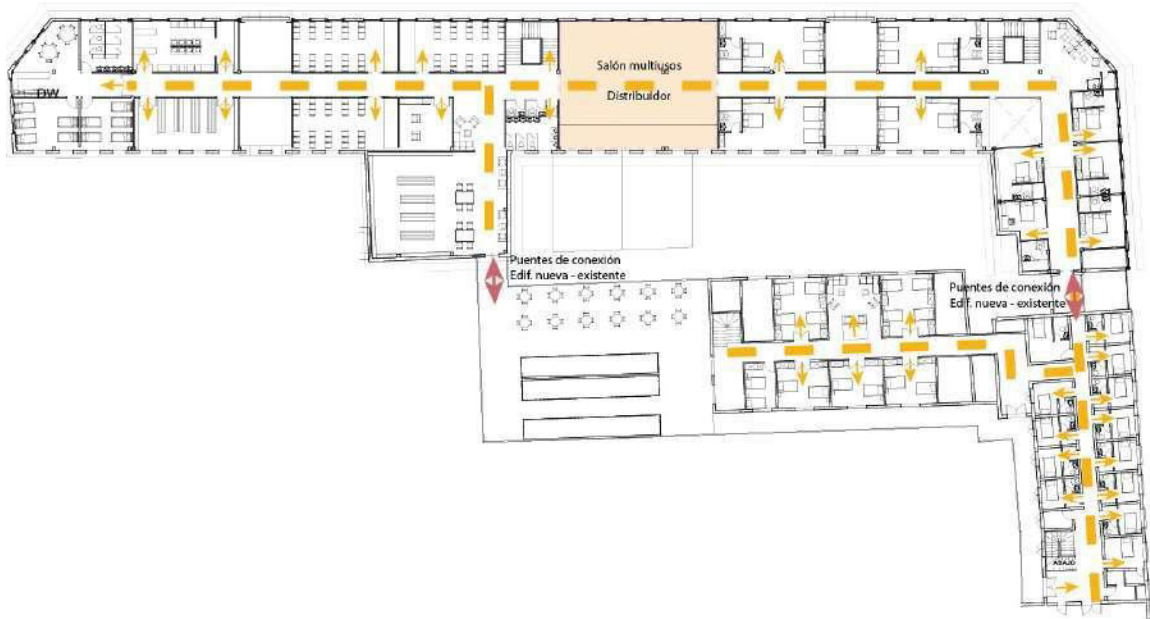 Salón multiusos
Distribuidor
DW
Puentes de conexión
Edif. nueva - existente
Puentes de conexión
Edif. nueva - existente
ABAJO